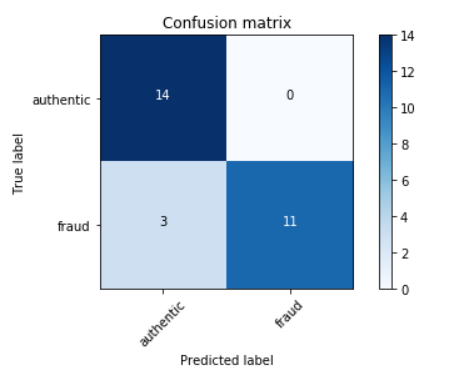 Confusion matrix
14
12
10
8
6
4
2
0
authentic
14
0
True label
fraud
3
11
authentic
fraud
Predicted label